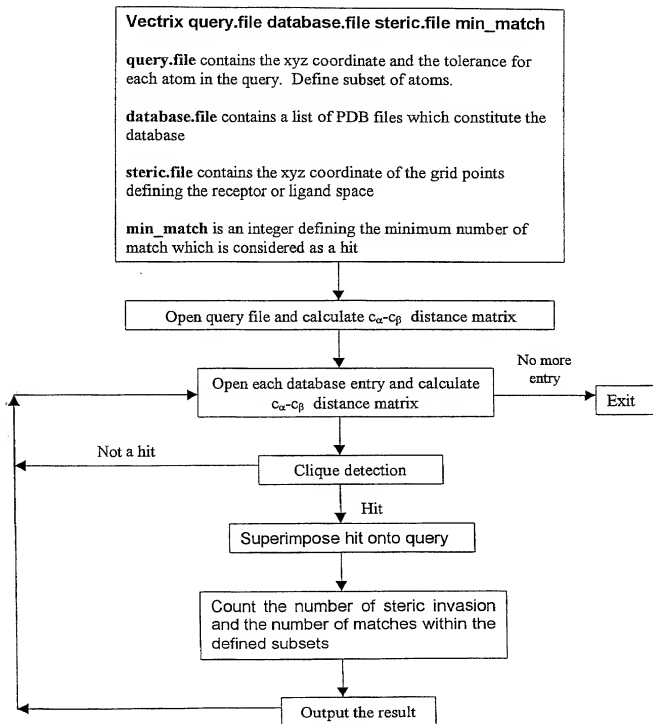 Vectrix query.file database.file steric.file min_match
query.file contains the xyz coordinate and the tolerance for
each atom in the query. Define subset of atoms.
database.file contains a list of PDB files which constitute the
database
steric.file contains the xyz coordinate of the grid points
defining the receptor or ligand space
min_match is an integer defining the minimum number of
match which is considered as a hit
Open query file and calculate cα-cβ distance matrix
Open each database entry and calculate
cα-cβ distance matrix
No more
entry
Exit
Not a hit
Clique detection
Hit
Superimpose hit onto query
Count the number of steric invasion
and the number of matches within the
defined subsets
Output the result